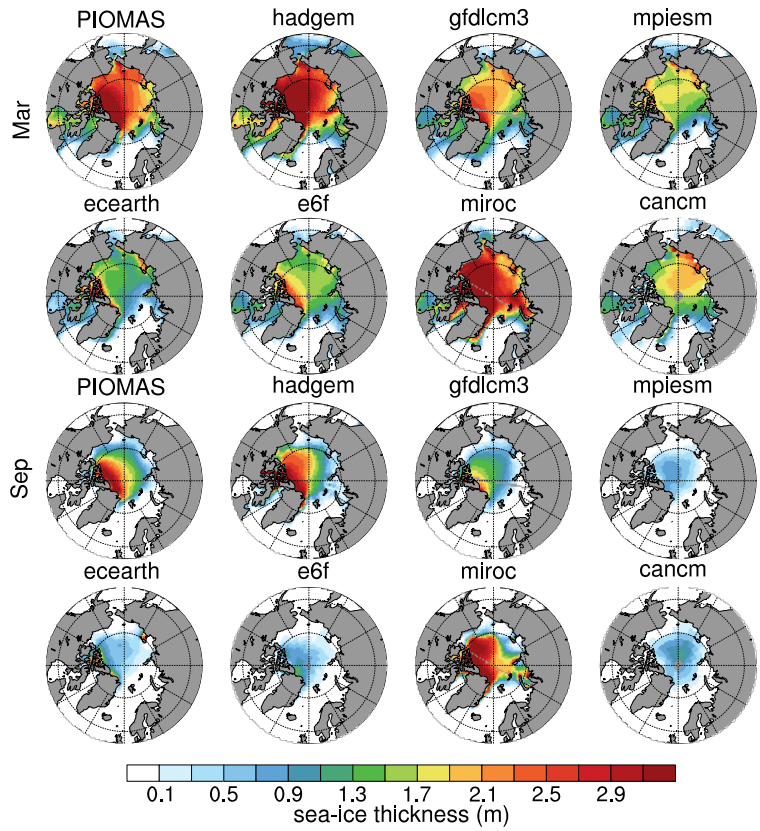 PIOMAS hadgem gfdlcm3 mpiesm
Mar
ecearth e6f miroc cancm
PIOMAS hadgem gfdlcm3 mpiesm
Sep
ecearth e6f miroc cancm
0.1 0.5 0.9 1.3 1.7 2.1 2.5 2.9
sea-ice thickness (m)